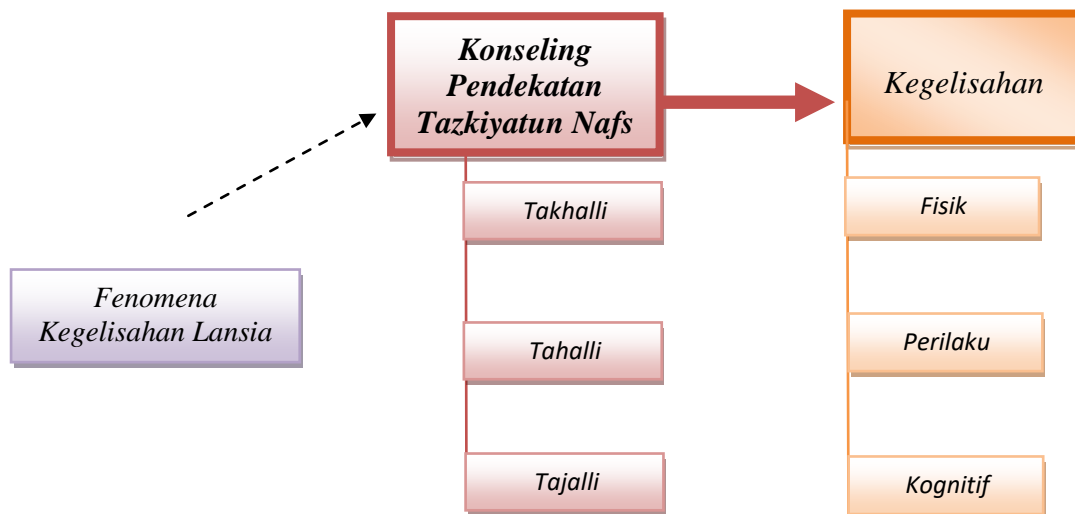 Konseling
Pendekatan
Tazkiyatun Nafs
Kegelisahan
Takhalli
Fisik
Fenomena
Kegelisahan Lansia
Tahalli
Perilaku
Tajalli
Kognitif